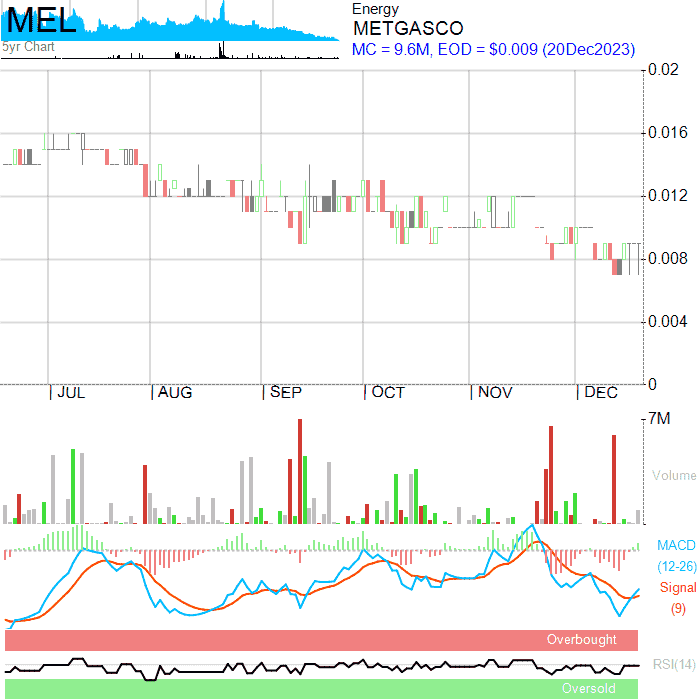 MEL
5yr Chart
Energy
METGASCO
MC = 9.6M, EOD = $0.009 (20Dec2023)
0.02
0.016
0.012
0.008
0.004
0
JUL
AUG
SEP
OCT
NOV
DEC
7M
Volume
MACD
(12-26)
Signal
(9)
Overbought
RSI(14)
Oversold